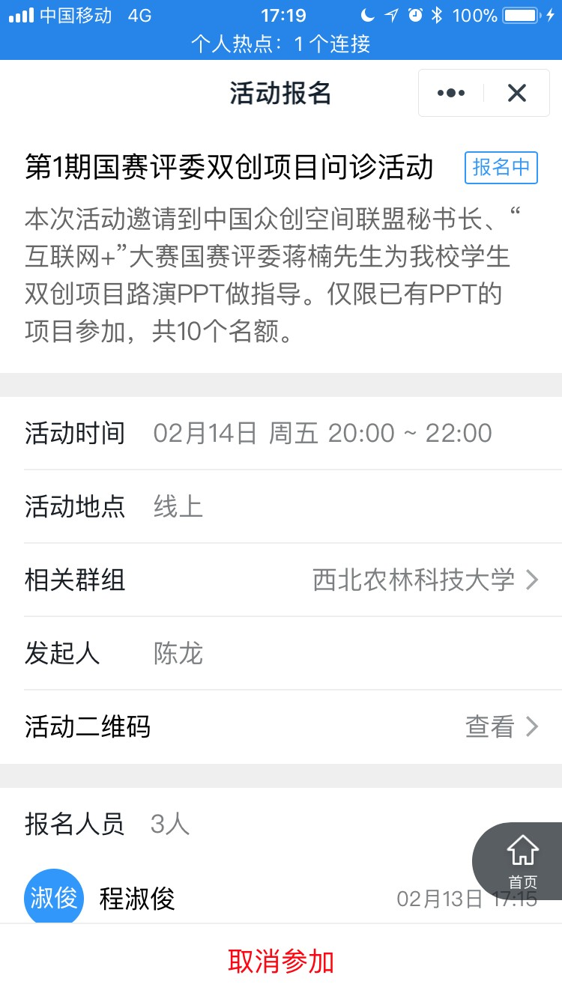 中国移动 4G 17:19 100%
个人热点：1 个连接
活动报名
第1期国赛评委双创项目问诊活动 报名中
本次活动邀请到中国众创空间联盟秘书长、“
互联网+”大赛国赛评委蒋楠先生为我校学生
双创项目路演PPT做指导。仅限已有PPT的
项目参加，共10个名额。
活动时间 02月14日 周五 20:00 ~ 22:00
活动地点 线上
相关群组 西北农林科技大学
发起人 陈龙
活动二维码 查看
报名人员 3人
首页
淑俊 程淑俊 02月13日 17:15
取消参加